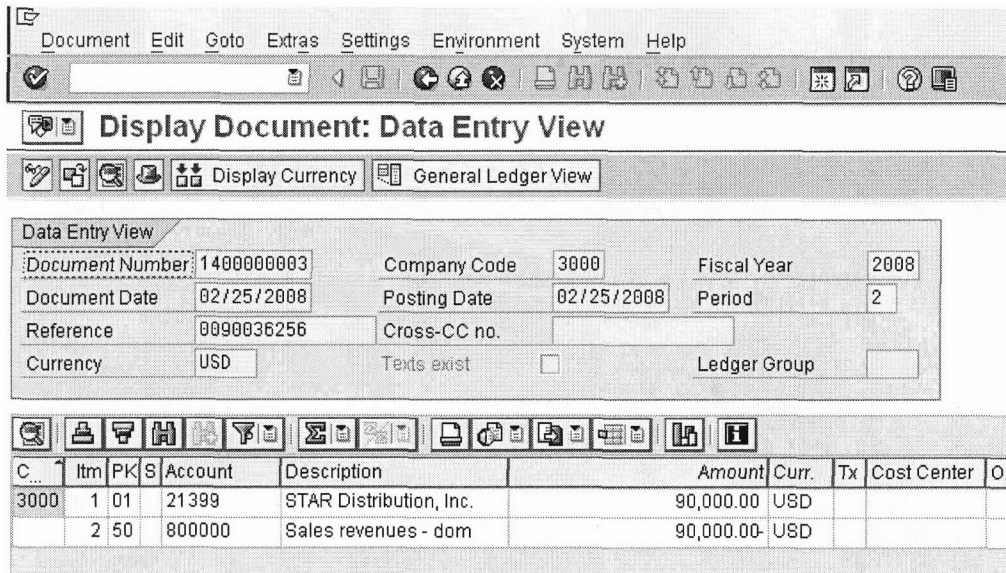 Document Edit Goto Extras Settings Environment System Help
Display Document: Data Entry View
Display Currency General Ledger View
Data Entry View
Document Number 1400000003 Company Code 3000 Fiscal Year 2008
Document Date 02/25/2008 Posting Date 02/25/2008 Period 2
Reference 0090036256 Cross-CC no.
Currency USD Texts exist Ledger Group
C... Itm PK S Account Description Amount Curr. Tx Cost Center O
3000 1 01 21399 STAR Distribution, Inc. 90,000.00 USD
2 50 800000 Sales revenues - dom 90,000.00- USD